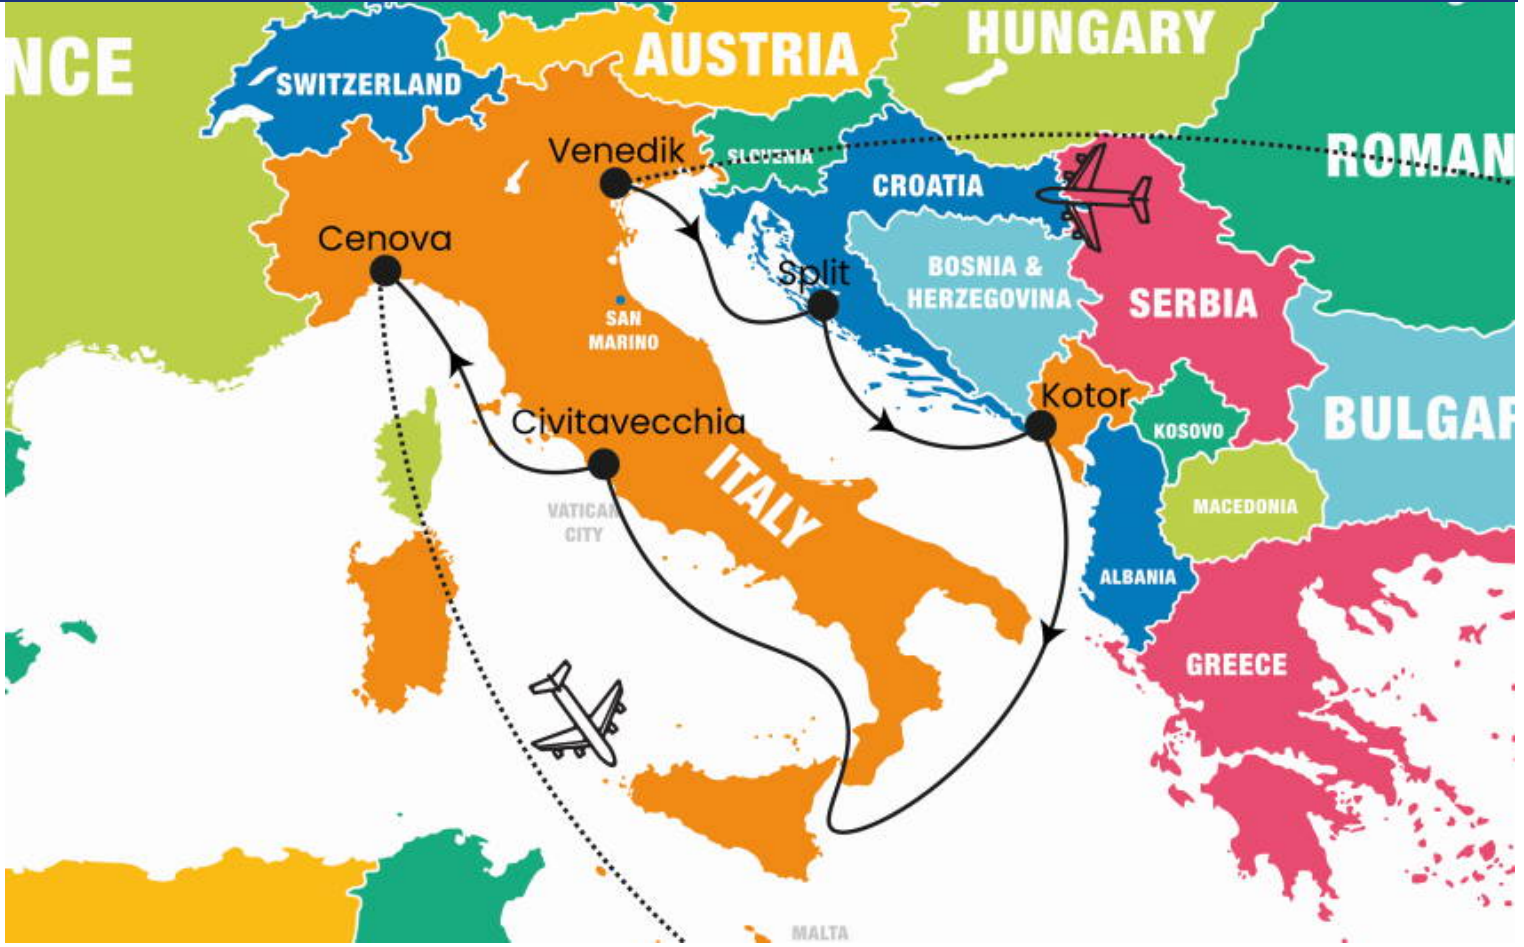 NCE
SWITZERLAND
AUSTRIA
HUNGARY
ROMAN
Venedik
SLOVENIA
CROATIA
Cenova
SAN
MARINO
Split
BOSNIA &
HERZEGOVINA
SERBIA
Kotor
KOSOVO
BULGAR
Civitavecchia
ITALY
VATICAN
CITY
MACEDONIA
ALBANIA
GREECE
MALTA